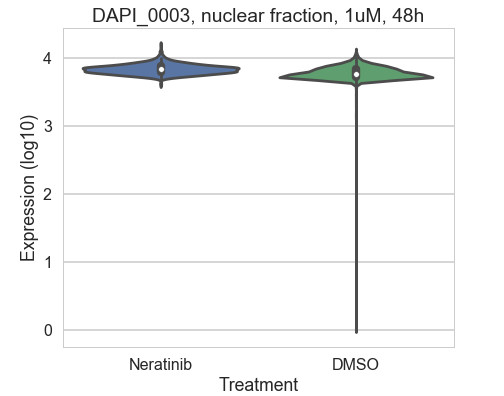 DAPI_0003, nuclear fraction, 1uM, 48h
4
3
2
1
0
Expression (log10)
Neratinib DMSO
Treatment